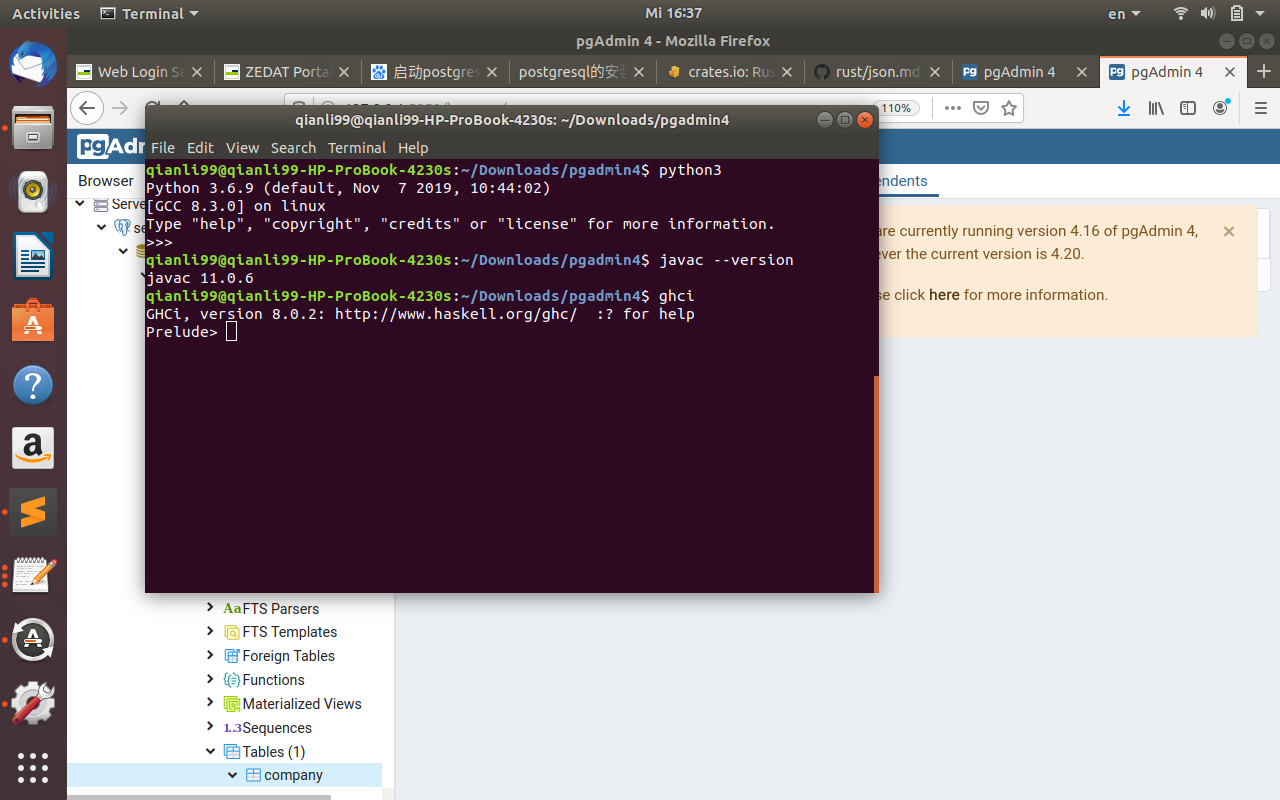 Activities Terminal Mi 16:37 en
pgAdmin 4 - Mozilla Firefox
Web Login Se ZEDAT Porta 启动postgres postgresql的安装 crates.io: Rus rust/json.md pgAdmin 4 pgAdmin 4
110%
qianli99@qianli99-HP-ProBook-4230s: ~/Downloads/pgadmin4
File Edit View Search Terminal Help
pgAdm
Browser
endents
Serve
se
qianli99@qianli99-HP-ProBook-4230s:~/Downloads/pgadmin4$ python3
Python 3.6.9 (default, Nov  7 2019, 10:44:02)
[GCC 8.3.0] on linux
Type "help", "copyright", "credits" or "license" for more information.
>>>
qianli99@qianli99-HP-ProBook-4230s:~/Downloads/pgadmin4$ javac --version
javac 11.0.6
qianli99@qianli99-HP-ProBook-4230s:~/Downloads/pgadmin4$ ghci
GHCi, version 8.0.2: http://www.haskell.org/ghc/  :? for help
Prelude>
are currently running version 4.16 of pgAdmin 4,
ever the current version is 4.20.
se click here for more information.
FTS Parsers
FTS Templates
Foreign Tables
Functions
Materialized Views
1.3 Sequences
Tables (1)
company